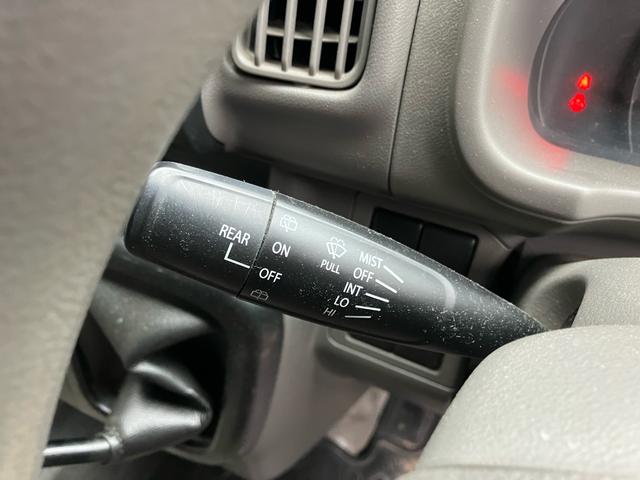 REAR
ON
OFF
PULL
MIST
OFF
INT
LO
HI